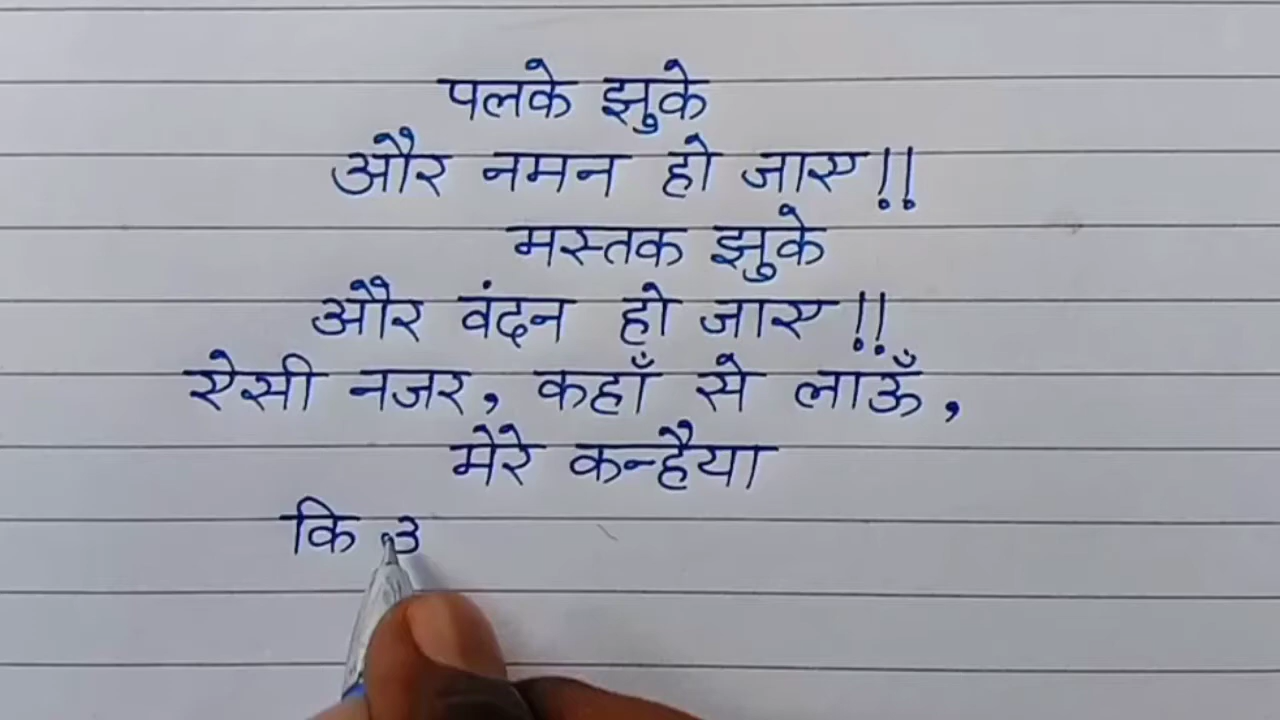 पलके झुके
और नमन हो जाए!!
मस्तक झुके
और वंदन हो जाए!!
ऐसी नजर, कहाँ से लाऊँ,
मेरे कन्हैया
कि